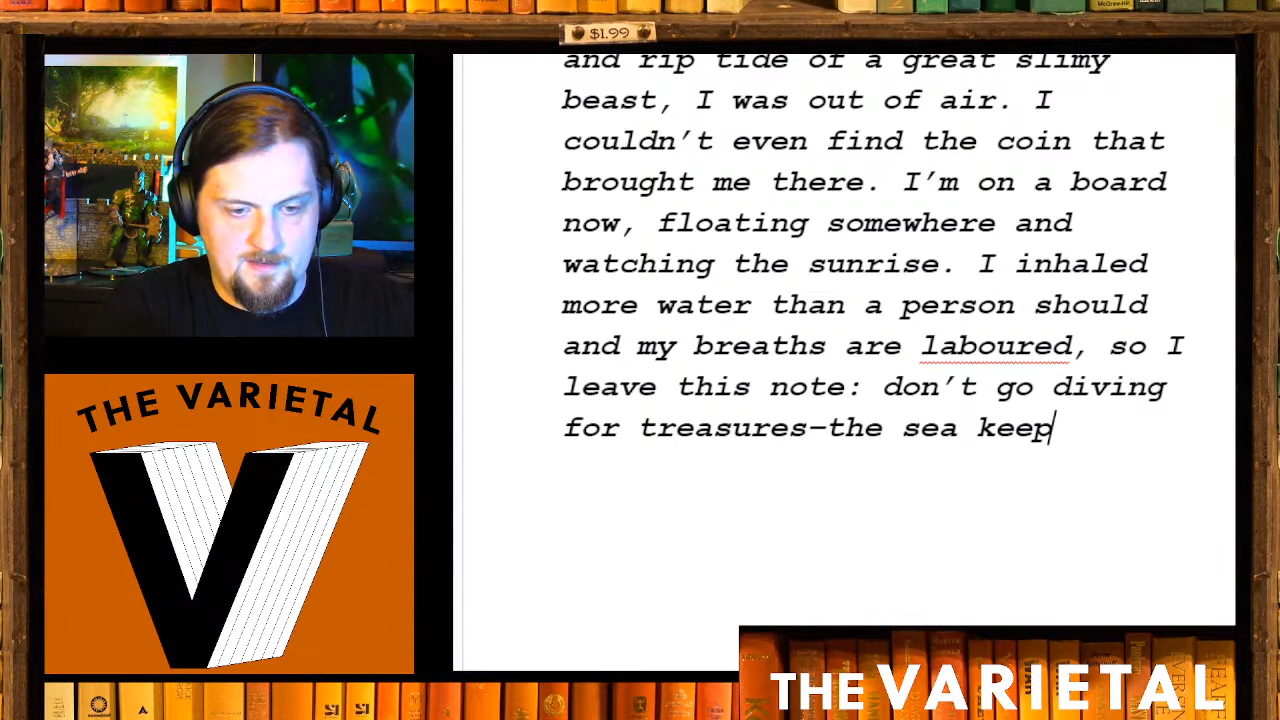 $1.99
McGraw-Hill
and rip tide of a great slimy
beast, I was out of air. I
couldn’t even find the coin that
brought me there. I’m on a board
now, floating somewhere and
watching the sunrise. I inhaled
more water than a person should
and my breaths are laboured, so I
leave this note: don’t go diving
for treasures–the sea keep
THE VARIETAL
V
THE VARIETAL